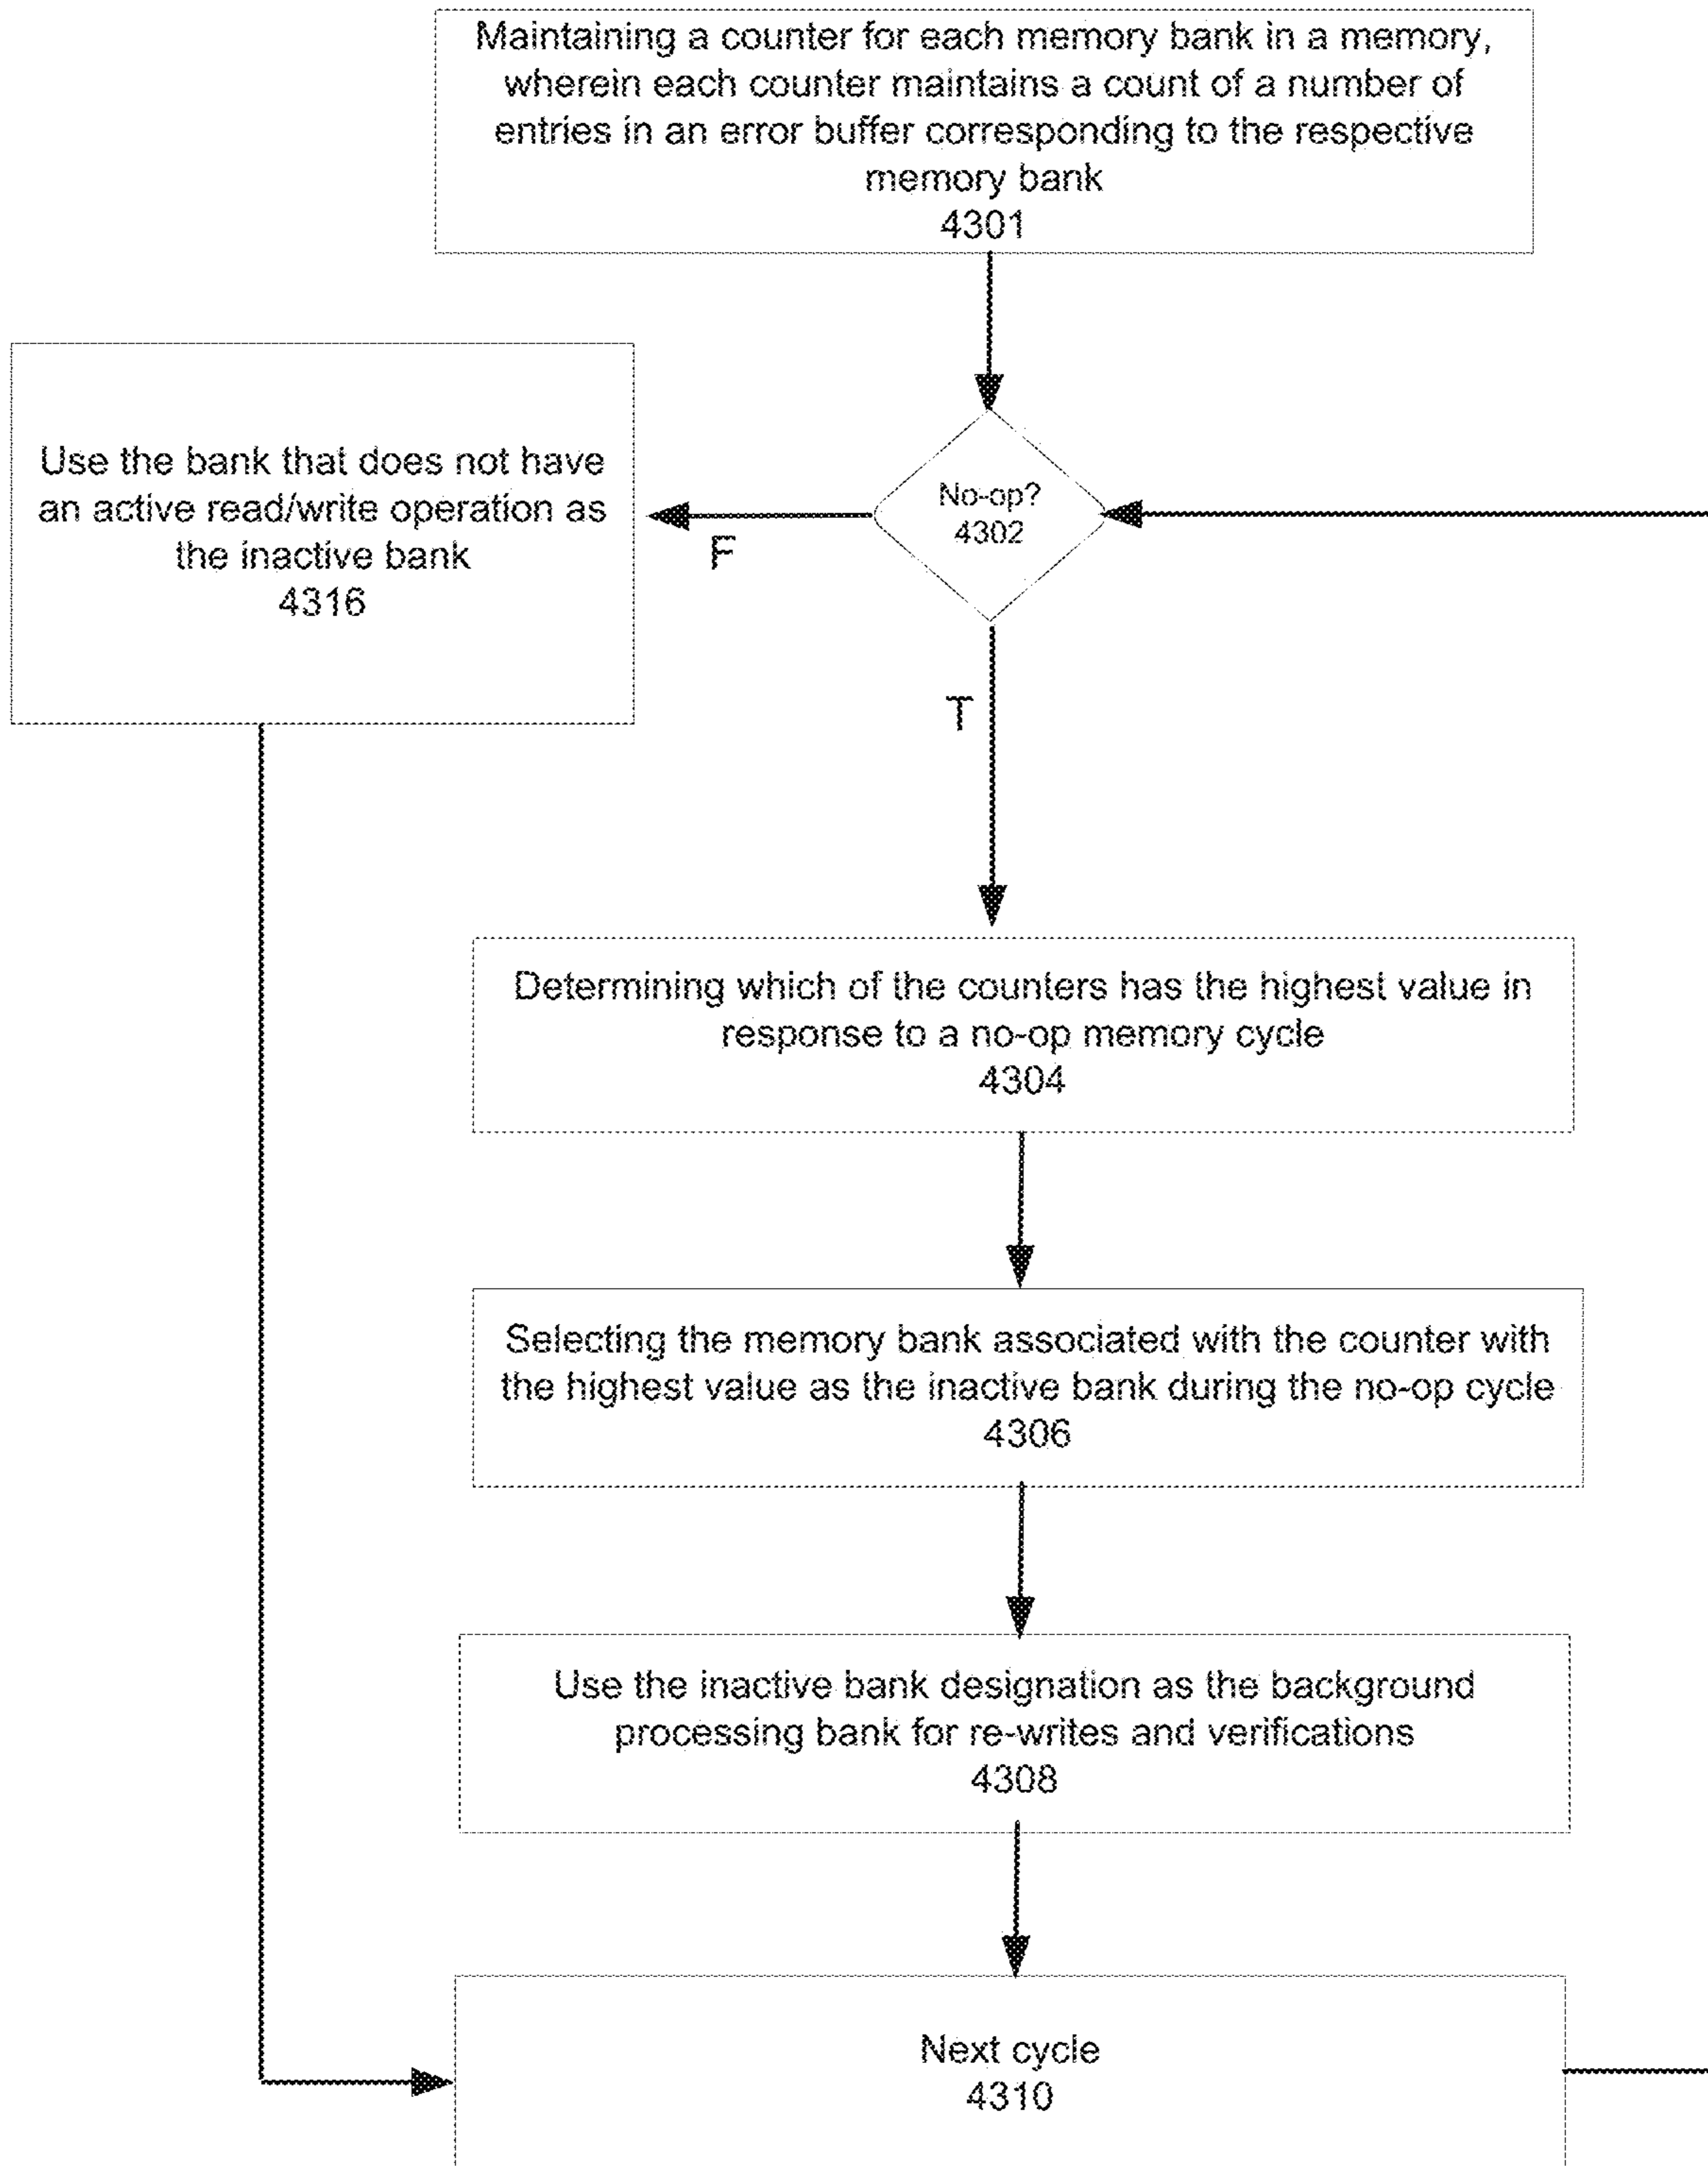 Maintaining a counter for each memory bank in a memory,
wherein each counter maintains a count of a number of
entries in an error buffer corresponding to the respective
memory bank
4301
Use the bank that does not have
an active read/write operation as
the inactive bank
4316
No-op?
4302
F
T
Determining which of the counters has the highest value in
response to a no-op memory cycle
4304
Selecting the memory bank associated with the counter with
the highest value as the inactive bank during the no-op cycle
4306
Use the inactive bank designation as the background
processing bank for re-writes and verifications
4308
Next cycle
4310